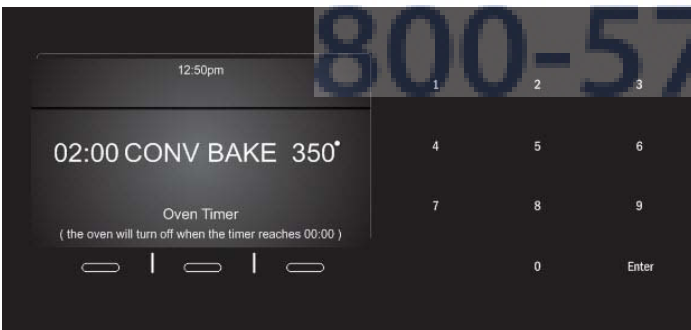 800-57
12:50pm
1 2 3
02:00 CONV BAKE 350°
4 5 6
Oven Timer
7 8 9
( the oven will turn off when the timer reaches 00:00 )
0 Enter